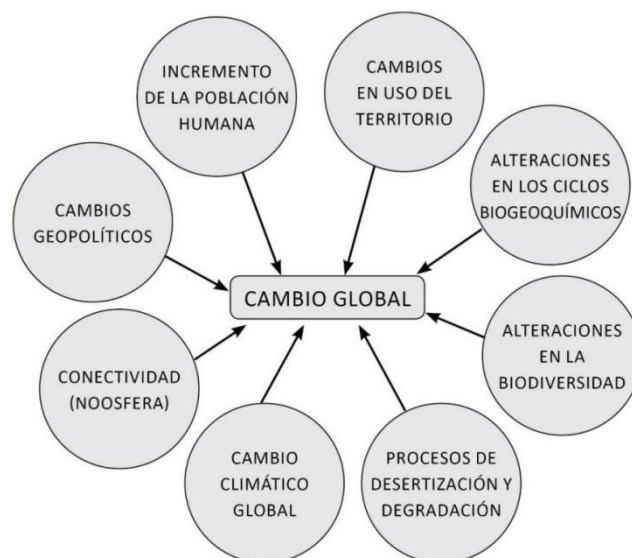 INCREMENTO
DE LA POBLACIÓN
HUMANA
CAMBIOS
EN USO DEL
TERRITORIO
ALTERACIONES
EN LOS CICLOS
BIOGEOQUÍMICOS
CAMBIOS
GEOPOLÍTICOS
CAMBIO GLOBAL
ALTERACIONES
EN LA
BIODIVERSIDAD
CONECTIVIDAD
(NOOSFERA)
CAMBIO
CLIMÁTICO
GLOBAL
PROCESOS DE
DESERTIZACIÓN Y
DEGRADACIÓN